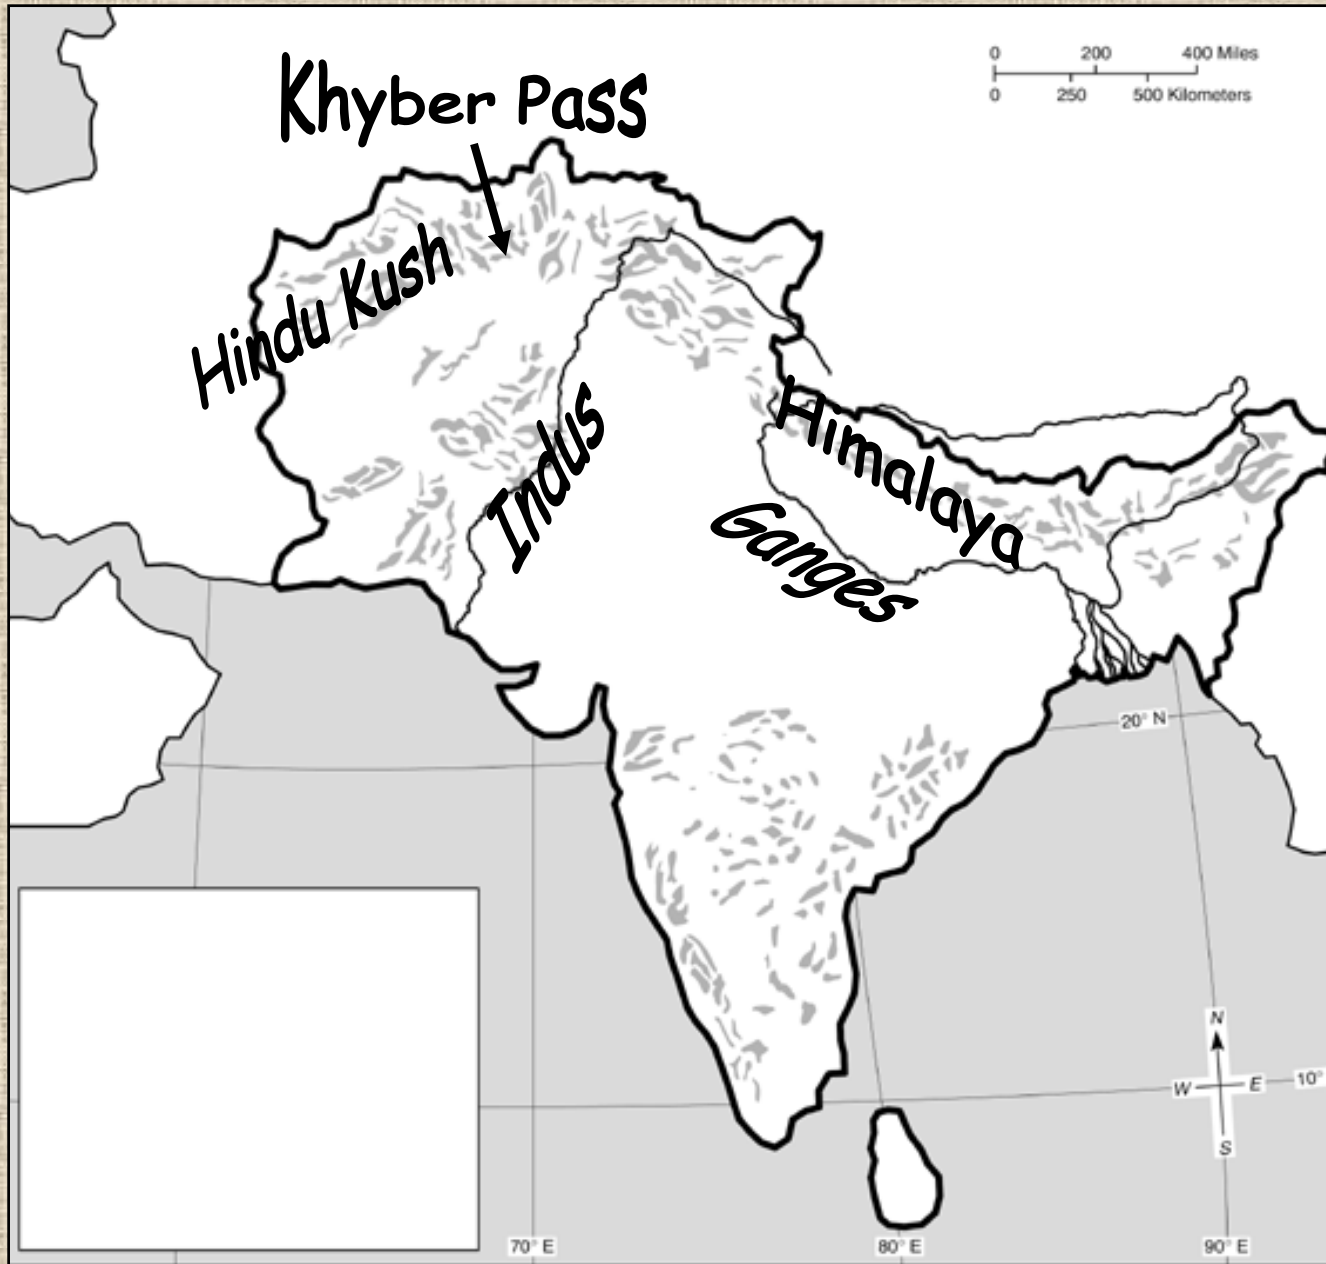 0 200 400 Miles
0 250 500 Kilometers
Khyber Pass
Hindu Kush
Indus
Himalaya
Ganges
20° N
N
W E
S
10°
70° E 80° E 90° E